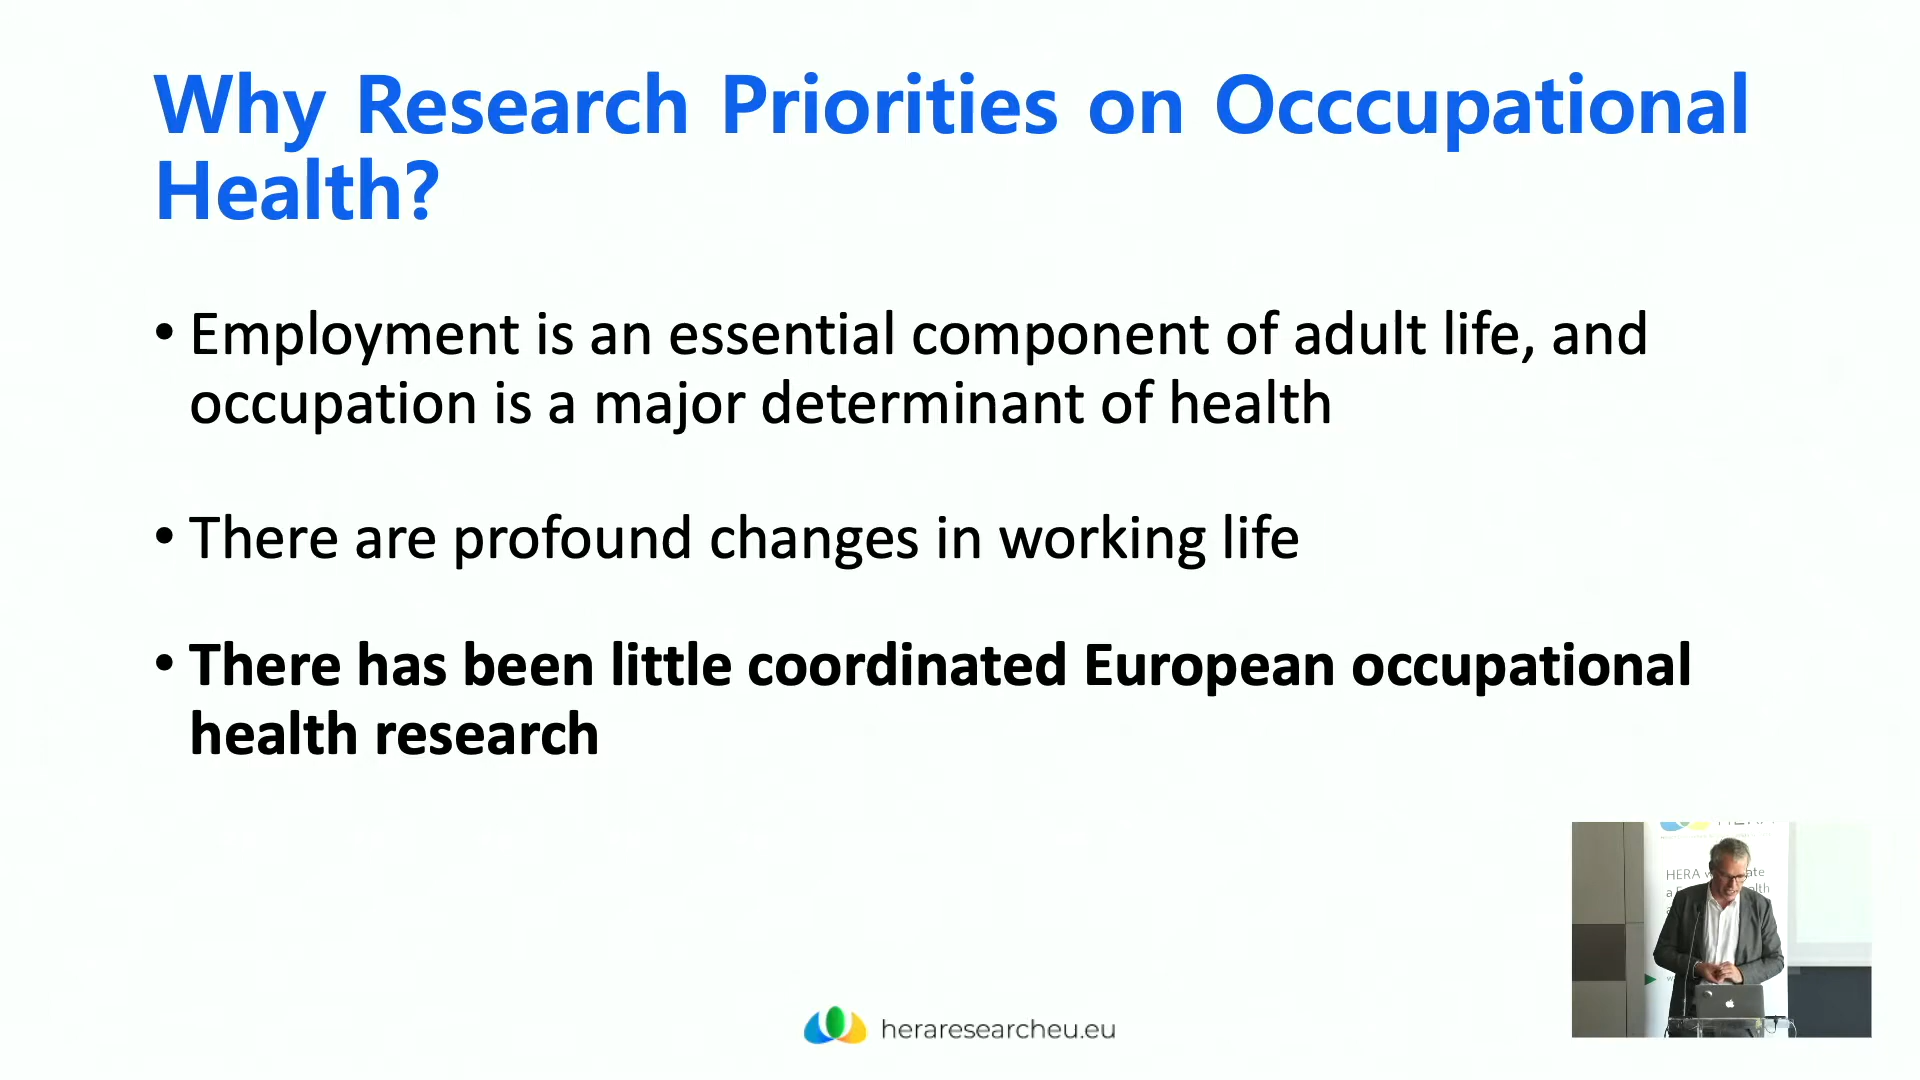 Why Research Priorities on Occcupational
Health?
• Employment is an essential component of adult life, and
occupation is a major determinant of health
• There are profound changes in working life
• There has been little coordinated European occupational
health research
HERA
heraresearcheu.eu